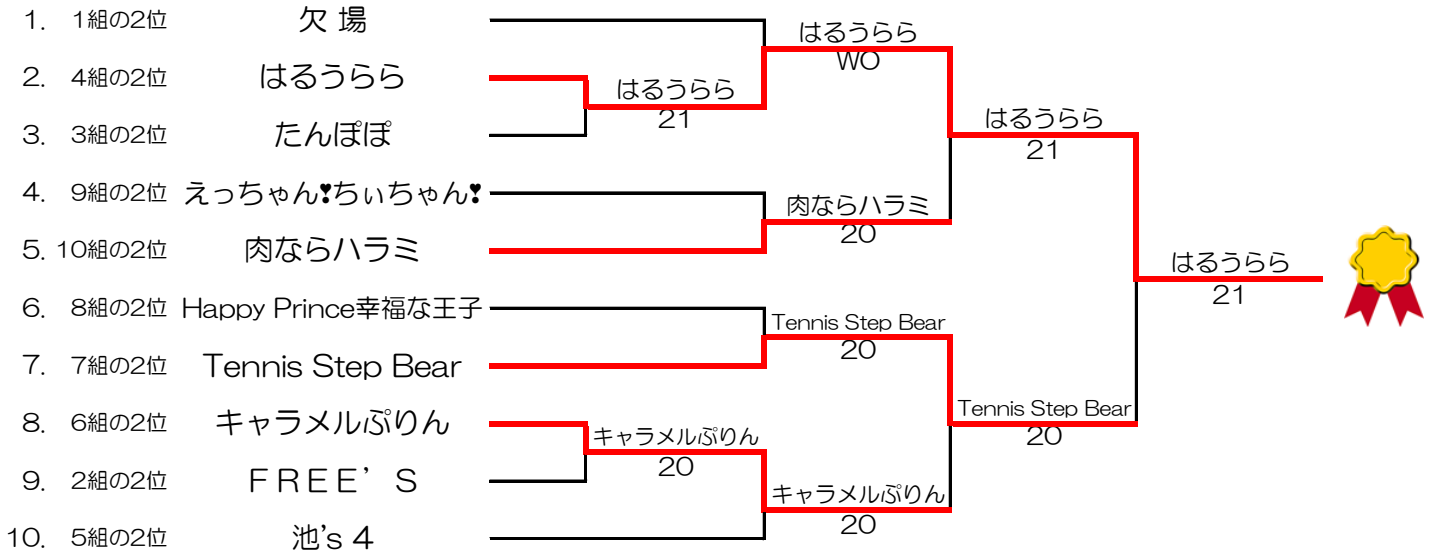 1. 1組の2位 欠 場
はるうらら
WO
2. 4組の2位 はるうらら
はるうらら
21
はるうらら
21
3. 3組の2位 たんぽぽ
4. 9組の2位 えっちゃん❣ちぃちゃん❣
肉ならハラミ
20
5. 10組の2位 肉ならハラミ
はるうらら
21
6. 8組の2位 Happy Prince幸福な王子
Tennis Step Bear
20
7. 7組の2位 Tennis Step Bear
Tennis Step Bear
20
8. 6組の2位 キャラメルぷりん
キャラメルぷりん
20
9. 2組の2位 ＦＲＥＥ’Ｓ
キャラメルぷりん
20
10. 5組の2位 池's 4